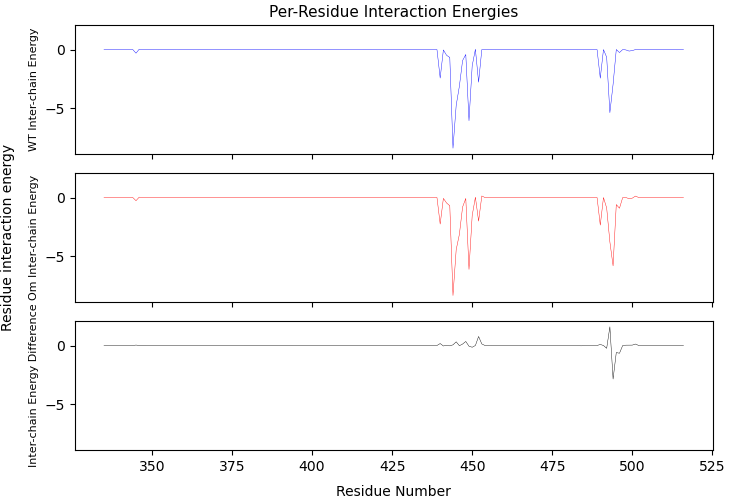 Per-Residue Interaction Energies
Residue interaction energy
WT Inter-chain Energy
0
−5
Om Inter-chain Energy
0
−5
Inter-chain Energy Difference
0
−5
350
375
400
425
450
475
500
525
Residue Number